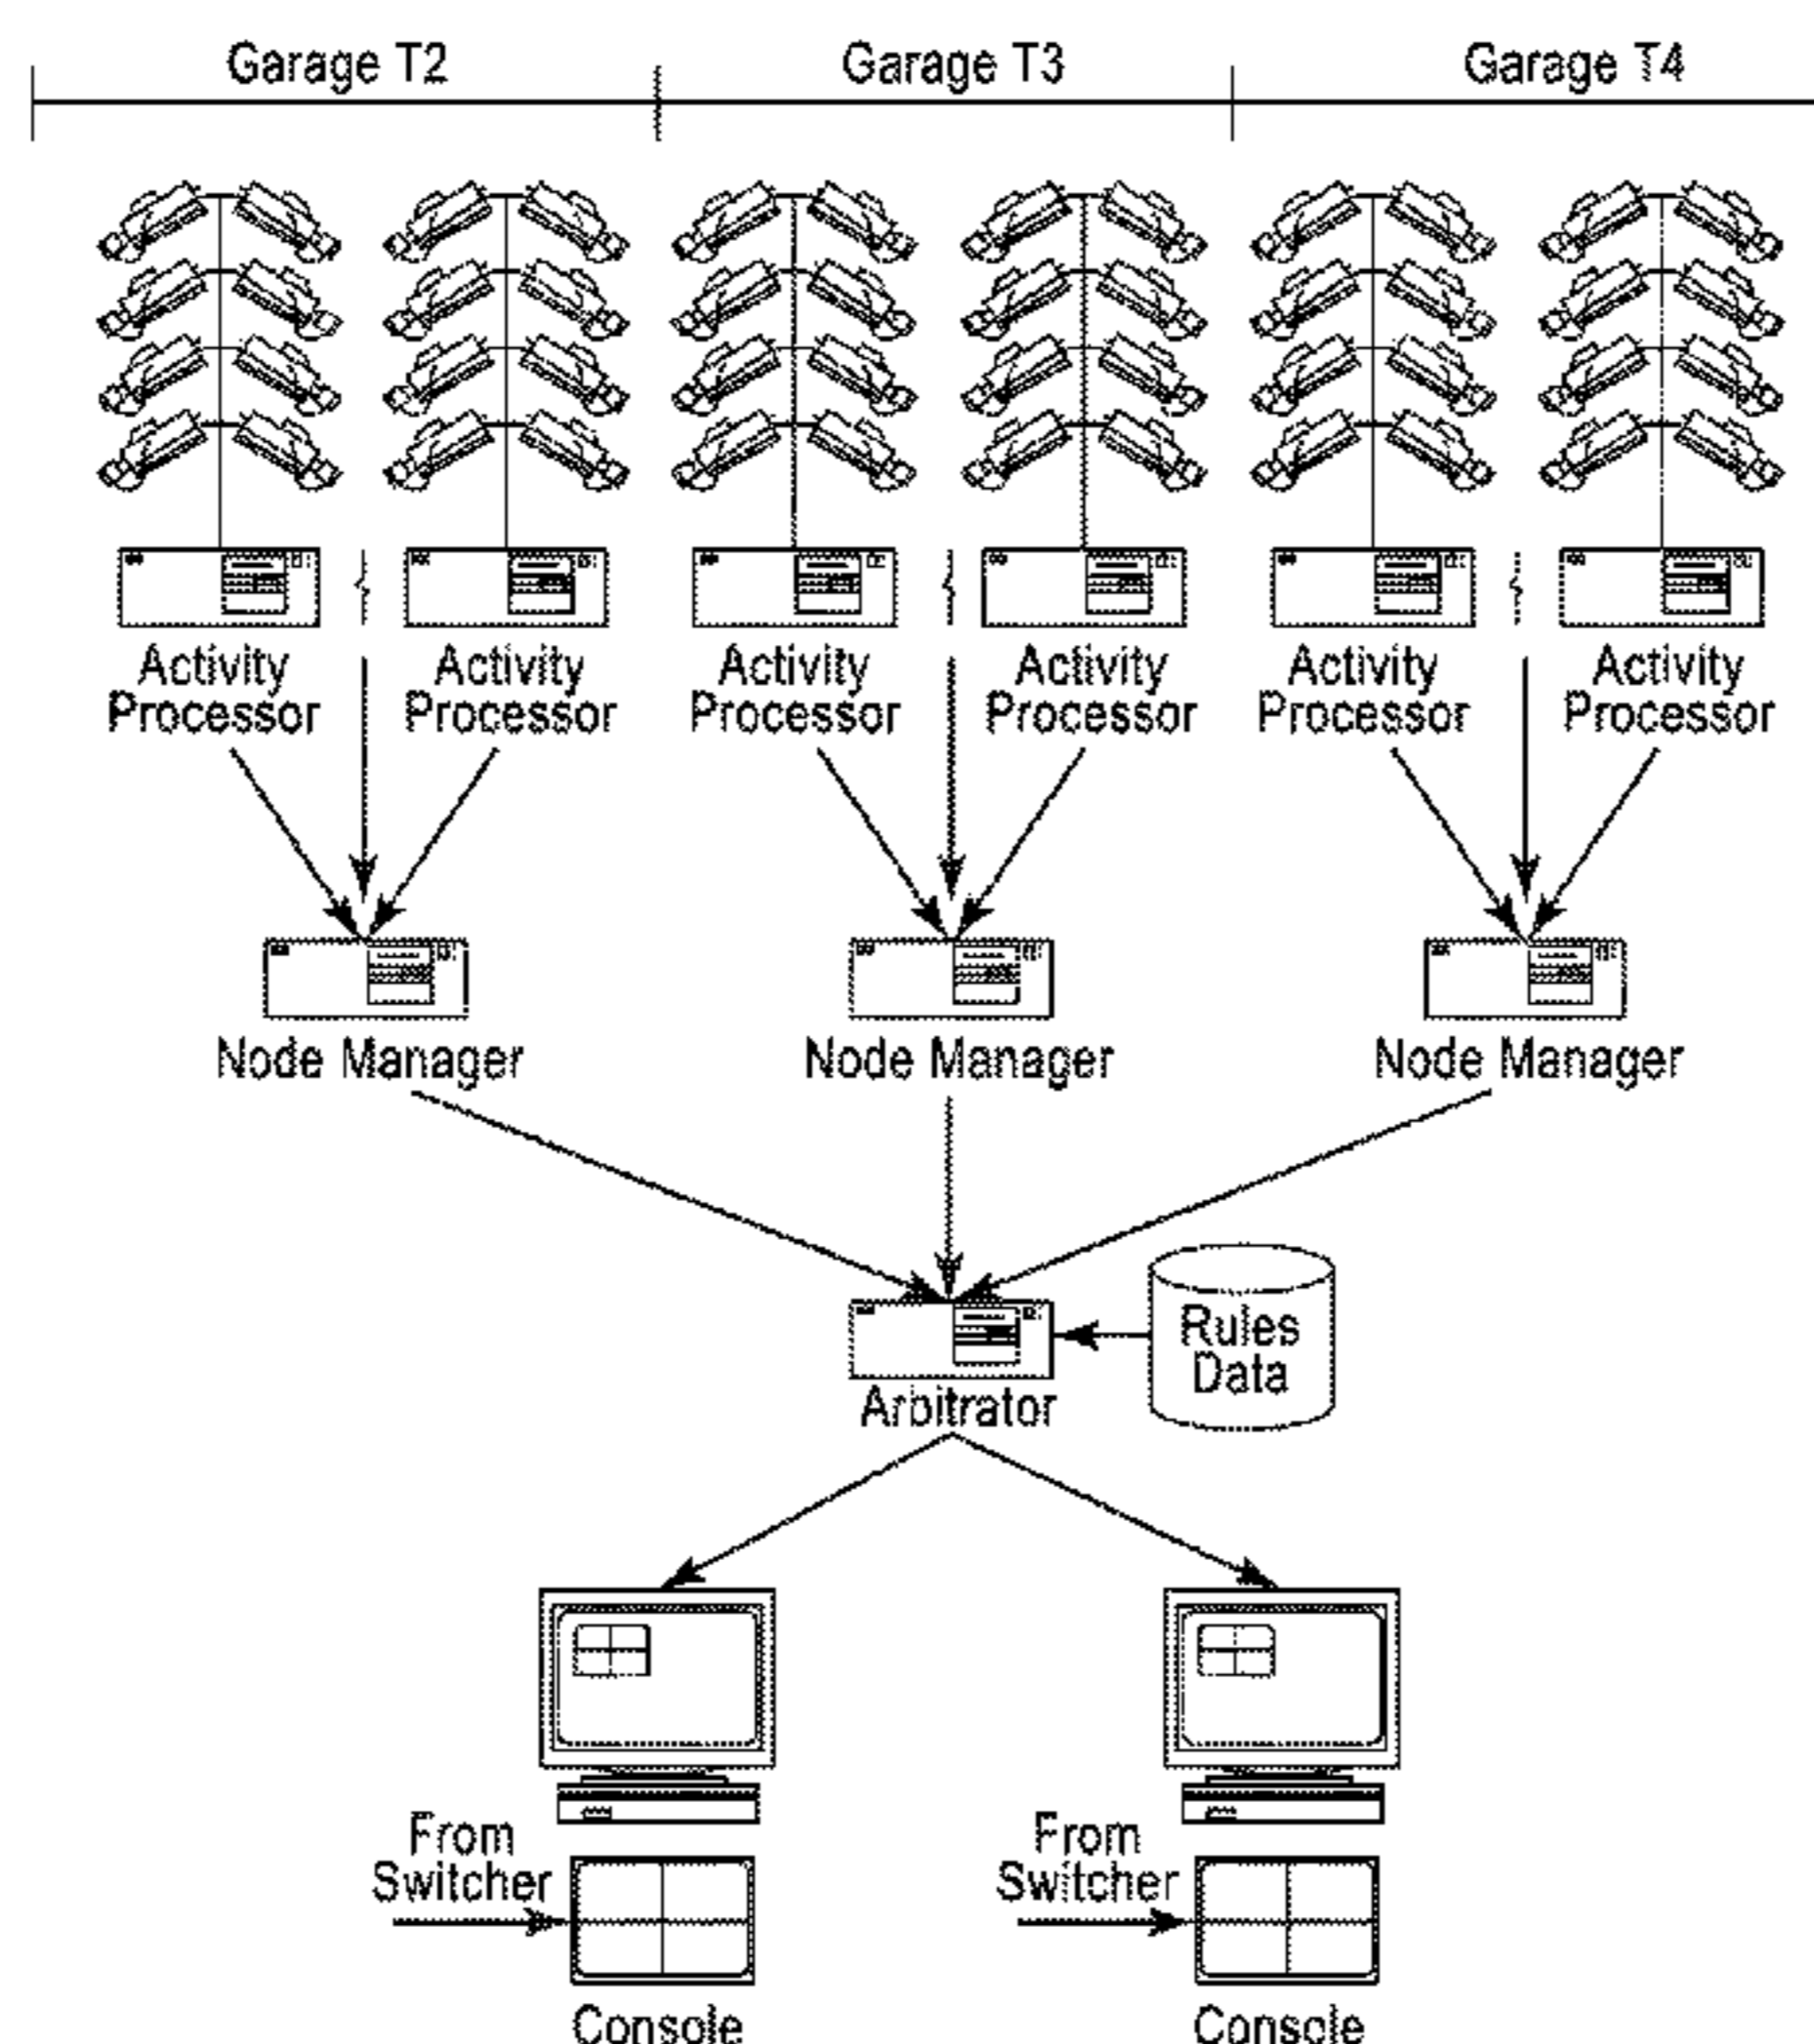 Garage T2
Garage T3
Garage T4
Activity
Processor
Activity
Processor
Activity
Processor
Activity
Processor
Activity
Processor
Activity
Processor
Node Manager
Node Manager
Node Manager
Rules
Data
Arbitrator
From
Switcher
From
Switcher
Console
Console